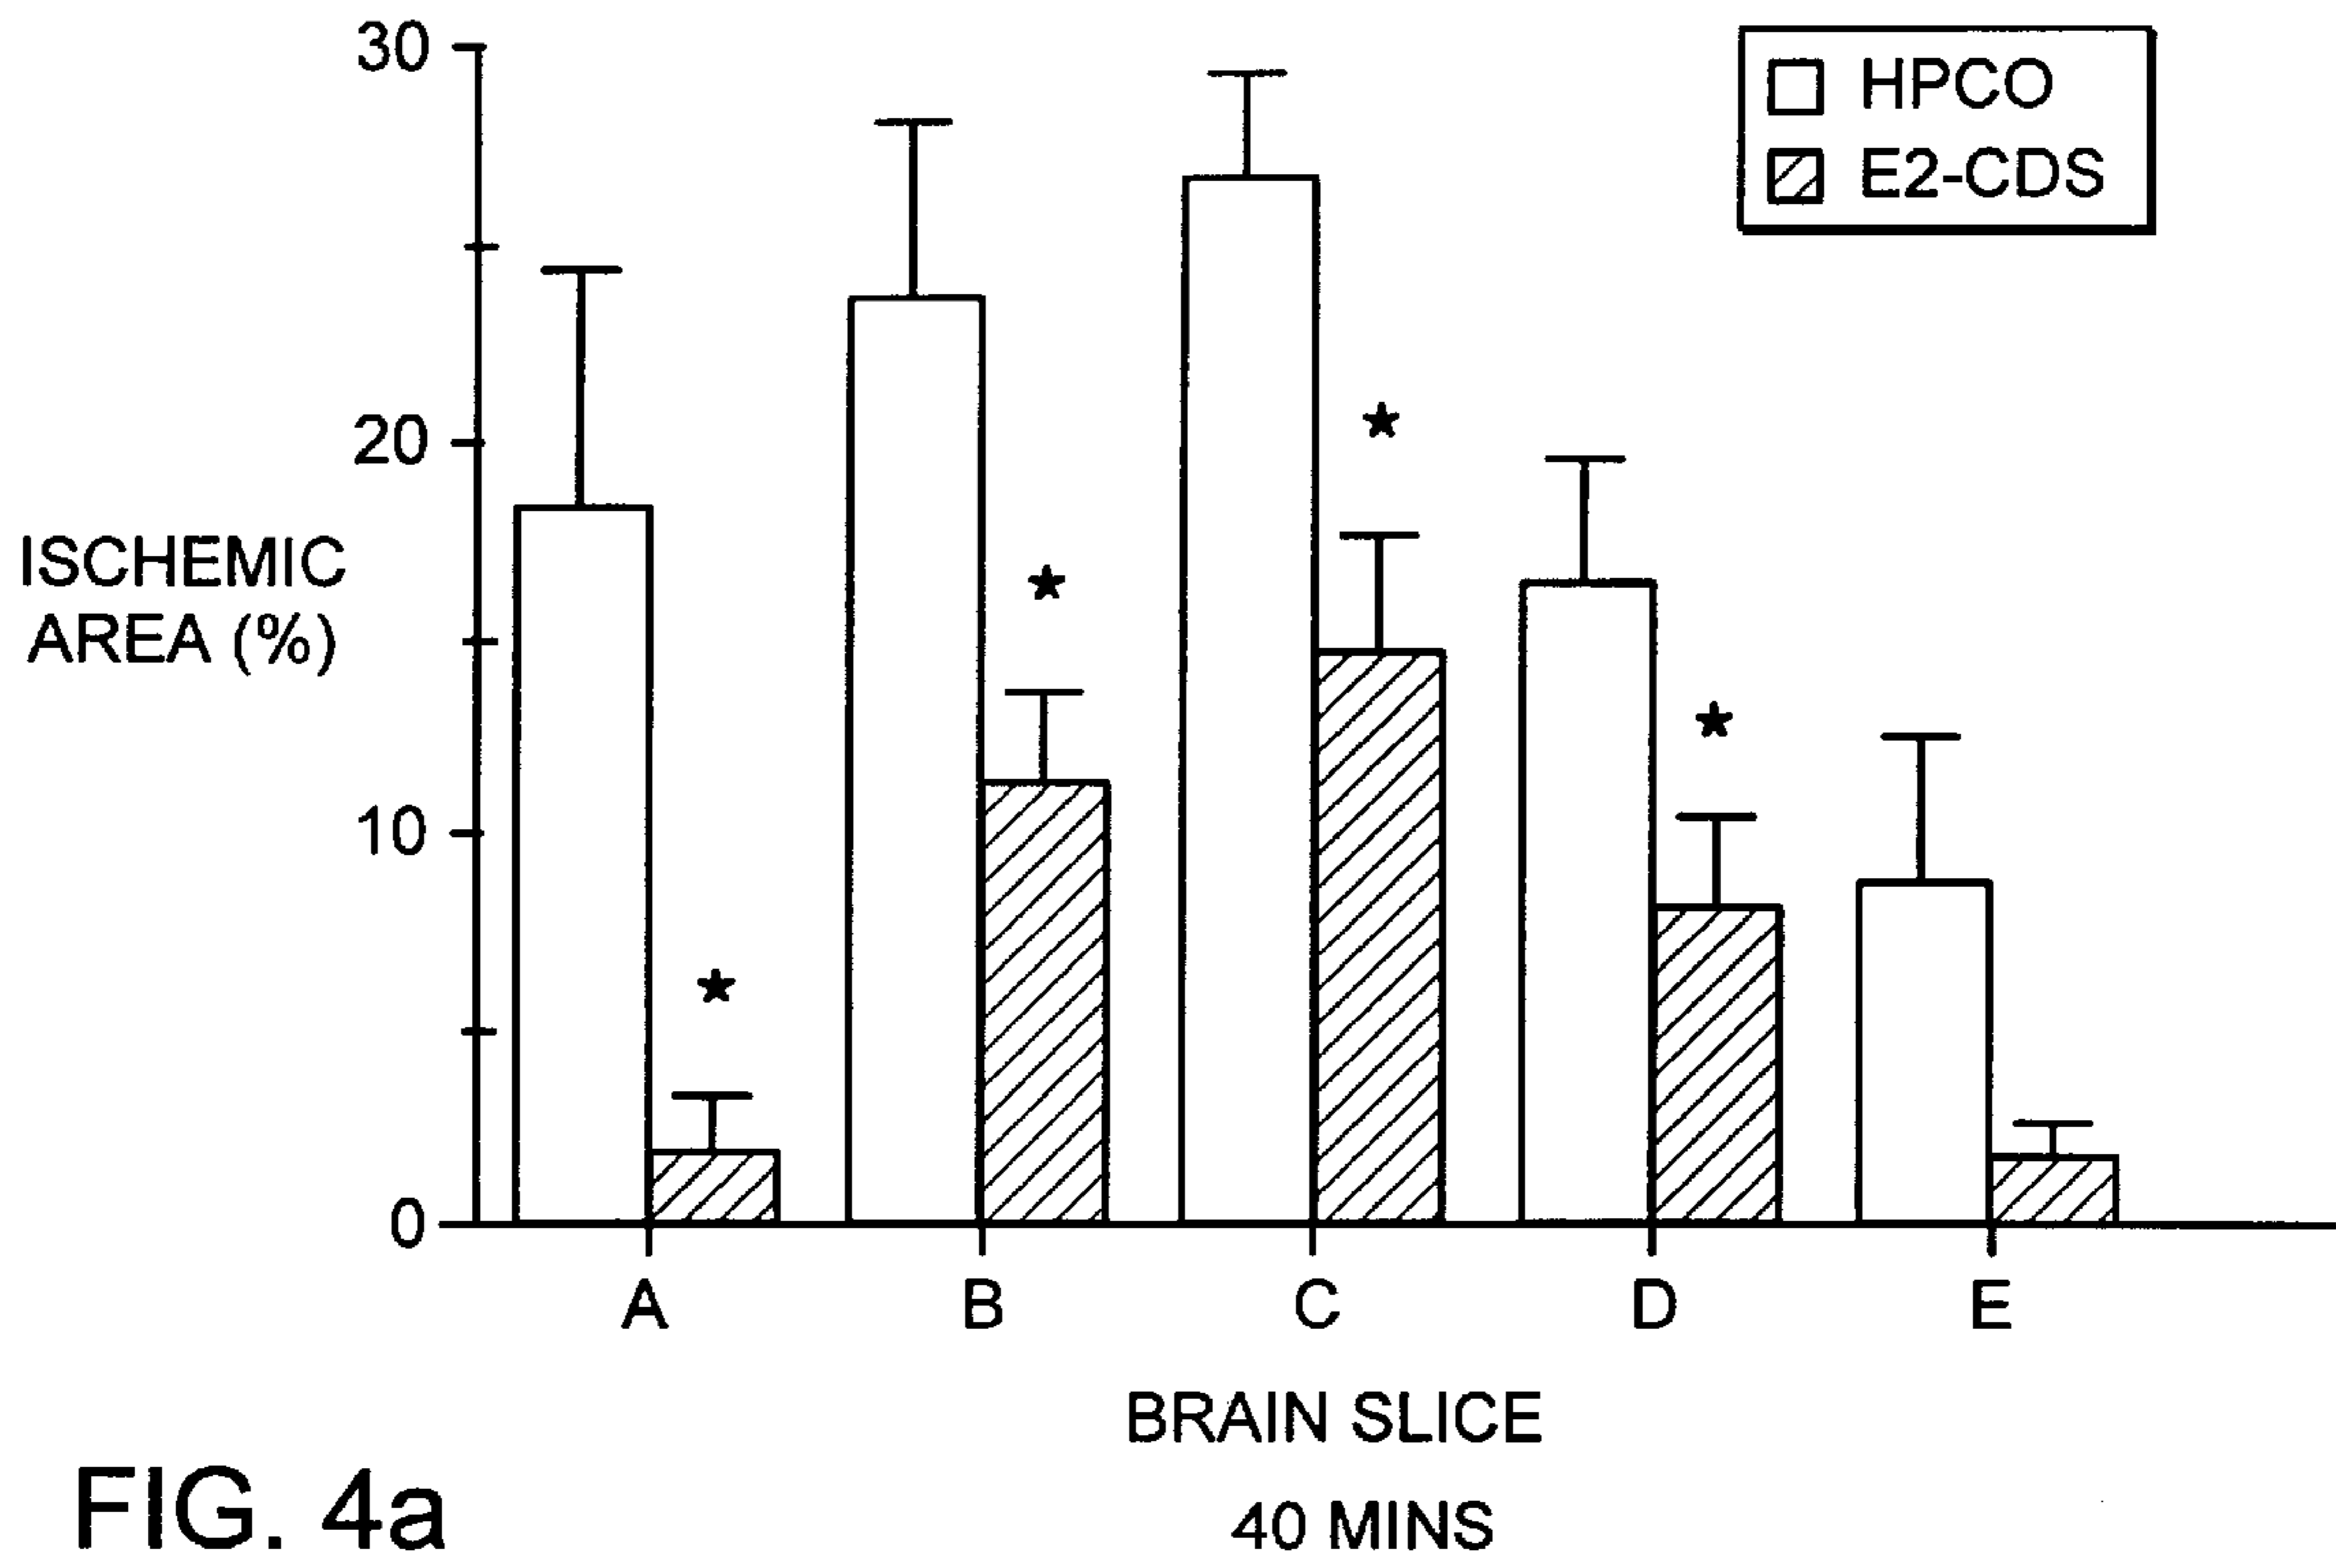 30
HPCO
E2-CDS
20
ISCHEMIC
AREA (%)
10
0
★
★
★
★
A B C D E
BRAIN SLICE
40 MINS
FIG. 4a